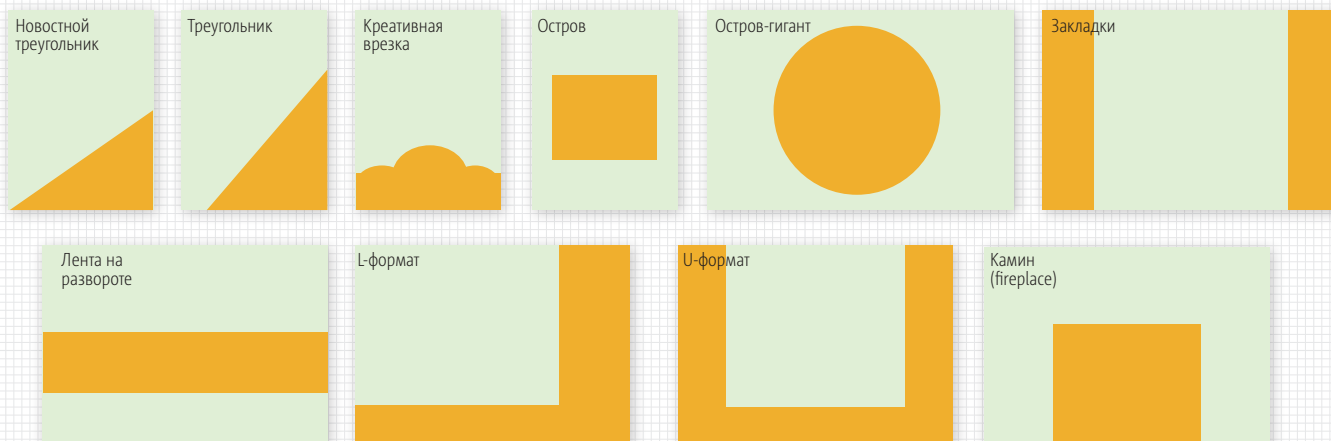 Новостной
треугольник
Треугольник
Креативная
врезка
Остров
Остров-гигант
Закладки
Лента на
развороте
L-формат
U-формат
Камин
(fireplace)